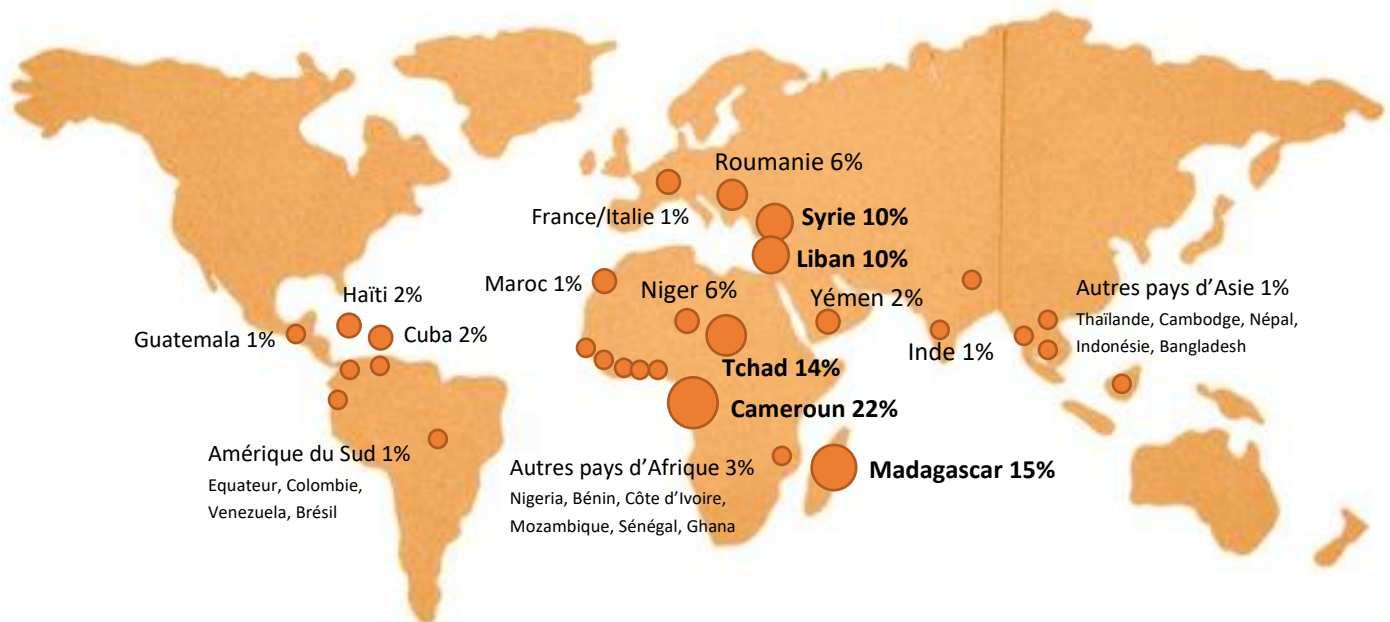 Roumanie 6%
France/Italie 1%
Syrie 10%
Liban 10%
Maroc 1%
Niger 6%
Yémen 2%
Autres pays d’Asie 1%
Thaïlande, Cambodge, Népal,
Indonésie, Bangladesh
Haïti 2%
Guatemala 1%
Cuba 2%
Inde 1%
Tchad 14%
Cameroun 22%
Amérique du Sud 1%
Equateur, Colombie,
Venezuela, Brésil
Autres pays d’Afrique 3%
Nigeria, Bénin, Côte d’Ivoire,
Mozambique, Sénégal, Ghana
Madagascar 15%